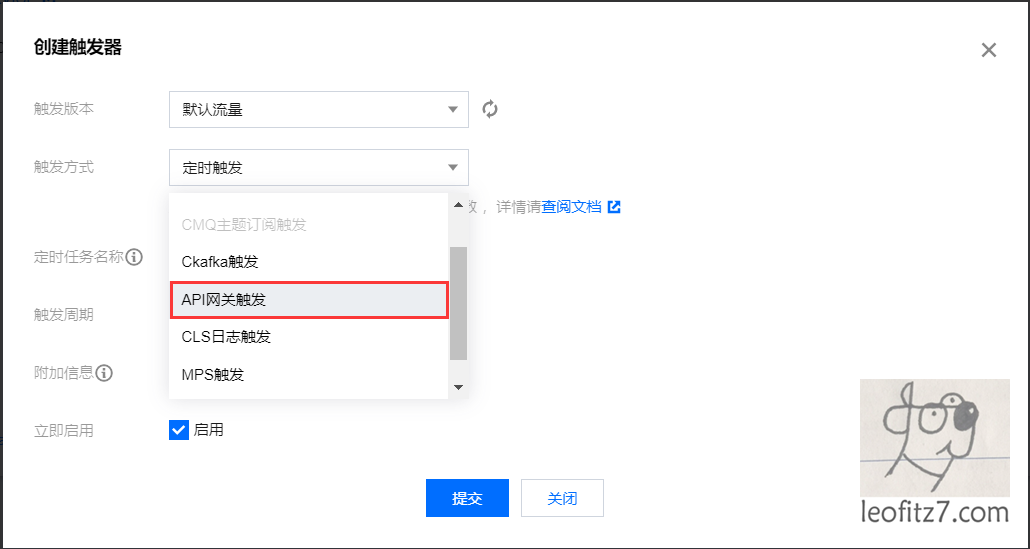 创建触发器
触发版本
默认流量
触发方式
定时触发
，详情请查阅文档
CMQ主题订阅触发
定时任务名称
Ckafka触发
API网关触发
触发周期
CLS日志触发
附加信息
MPS触发
立即启用
启用
提交
关闭
leofitz7.com